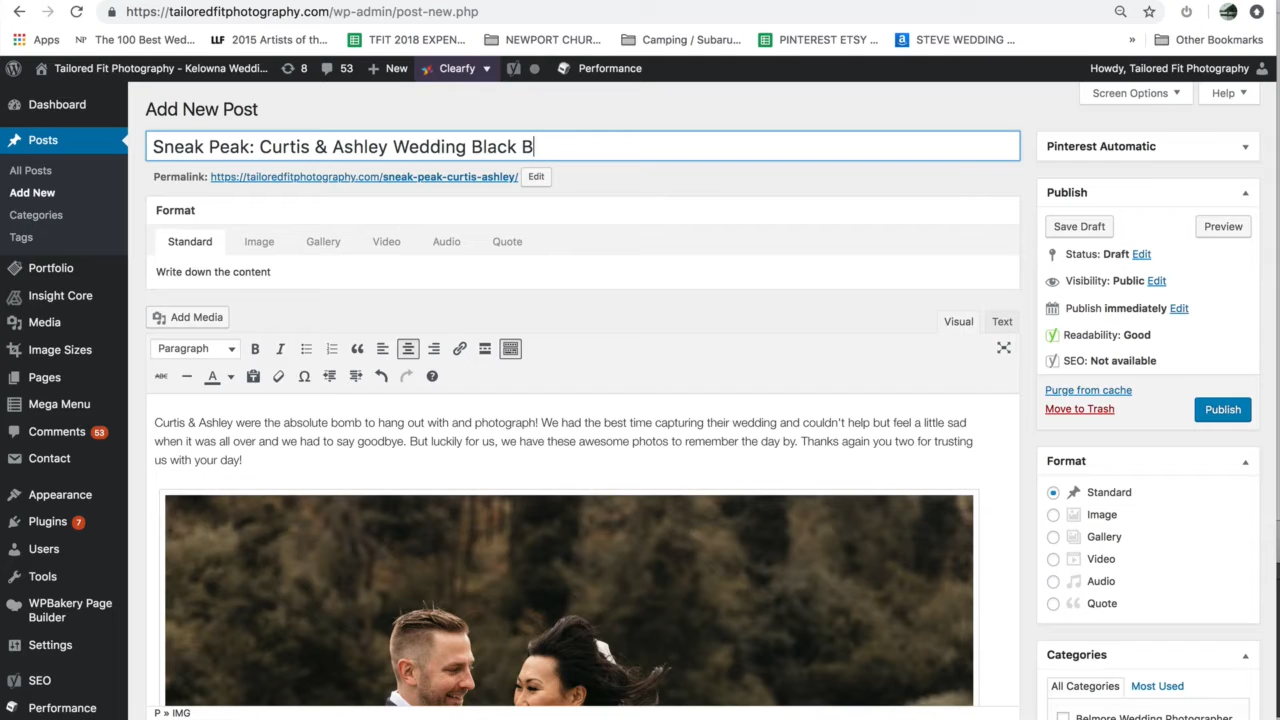 https://tailoredfitphotography.com/wp-admin/post-new.php
Apps NP The 100 Best Wed... LLF 2015 Artists of th... TFIT 2018 EXPEN... NEWPORT CHUR... Camping / Subaru... PINTEREST ETSY ... STEVE WEDDING ... » Other Bookmarks
Tailored Fit Photography - Kelowna Weddi... 8 53 New Clearfy Performance Howdy, Tailored Fit Photography
Dashboard
Posts
All Posts
Add New
Categories
Tags
Portfolio
Insight Core
Media
Image Sizes
Pages
Mega Menu
Comments 53
Contact
Appearance
Plugins 7
Users
Tools
WPBakery Page
Builder
Settings
SEO
Performance
Screen Options Help
Add New Post
Sneak Peak: Curtis & Ashley Wedding Black B
Permalink: https://tailoredfitphotography.com/sneak-peak-curtis-ashley/ Edit
Format
Standard Image Gallery Video Audio Quote
Write down the content
Add Media
Visual Text
Paragraph B I
ABC A
Curtis & Ashley were the absolute bomb to hang out with and photograph! We had the best time capturing their wedding and couldn't help but feel a little sad
when it was all over and we had to say goodbye. But luckily for us, we have these awesome photos to remember the day by. Thanks again you two for trusting
us with your day!
P » IMG
Pinterest Automatic
Publish
Save Draft Preview
Status: Draft Edit
Visibility: Public Edit
Publish immediately Edit
Readability: Good
SEO: Not available
Purge from cache
Move to Trash
Publish
Format
Standard
Image
Gallery
Video
Audio
Quote
Categories
All Categories Most Used
Belmore Wedding Photographer